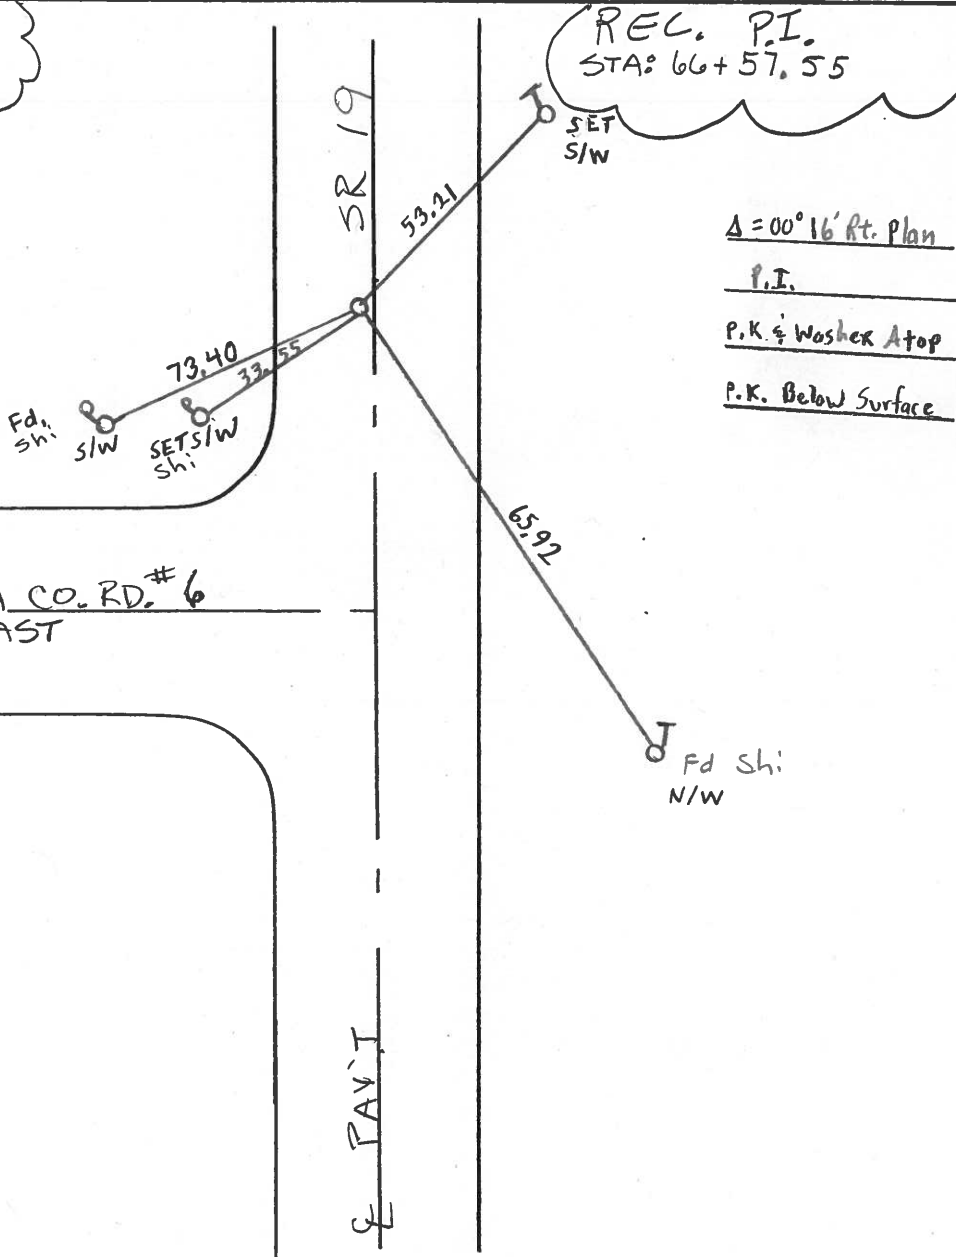 REC. P.I.
STA: 66+57.55
SET
S/W
SR 19
53.21
Δ = 00° 16' Rt. Plan
P.I.
P.K. & Washer Atop
P.K. Below Surface
73.40
33.55
Fd.
Shi
S/W
SET S/W
Shi
65.92
CO. RD. # 6
AST
Fd Shi
N/W
℄ PAV'T